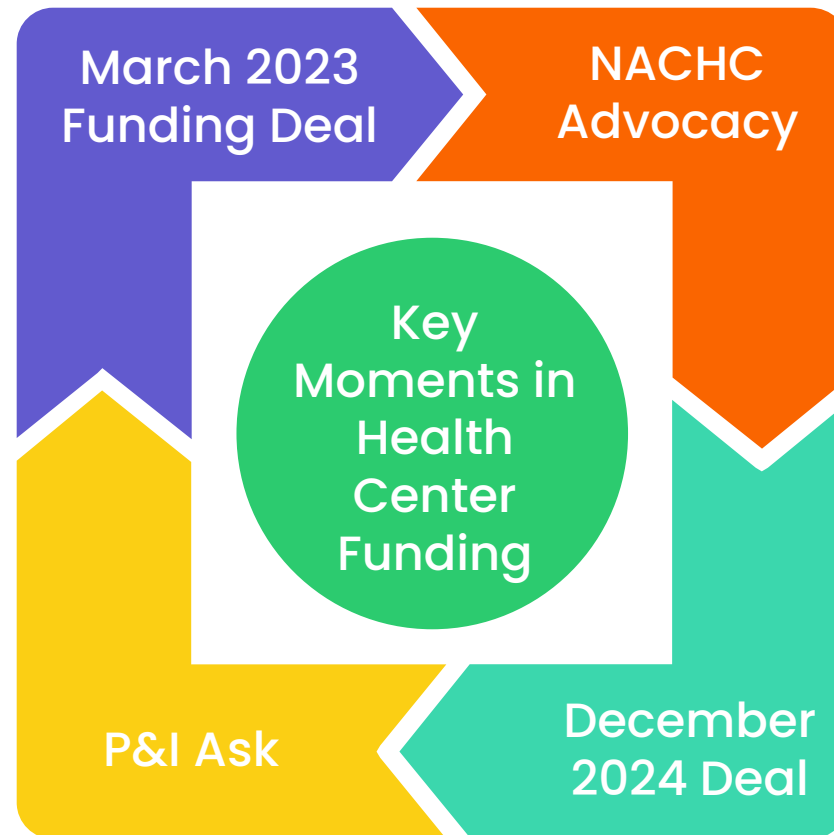 March 2023
Funding Deal
NACHC
Advocacy
Key
Moments in
Health
Center
Funding
P&I Ask
December
2024 Deal